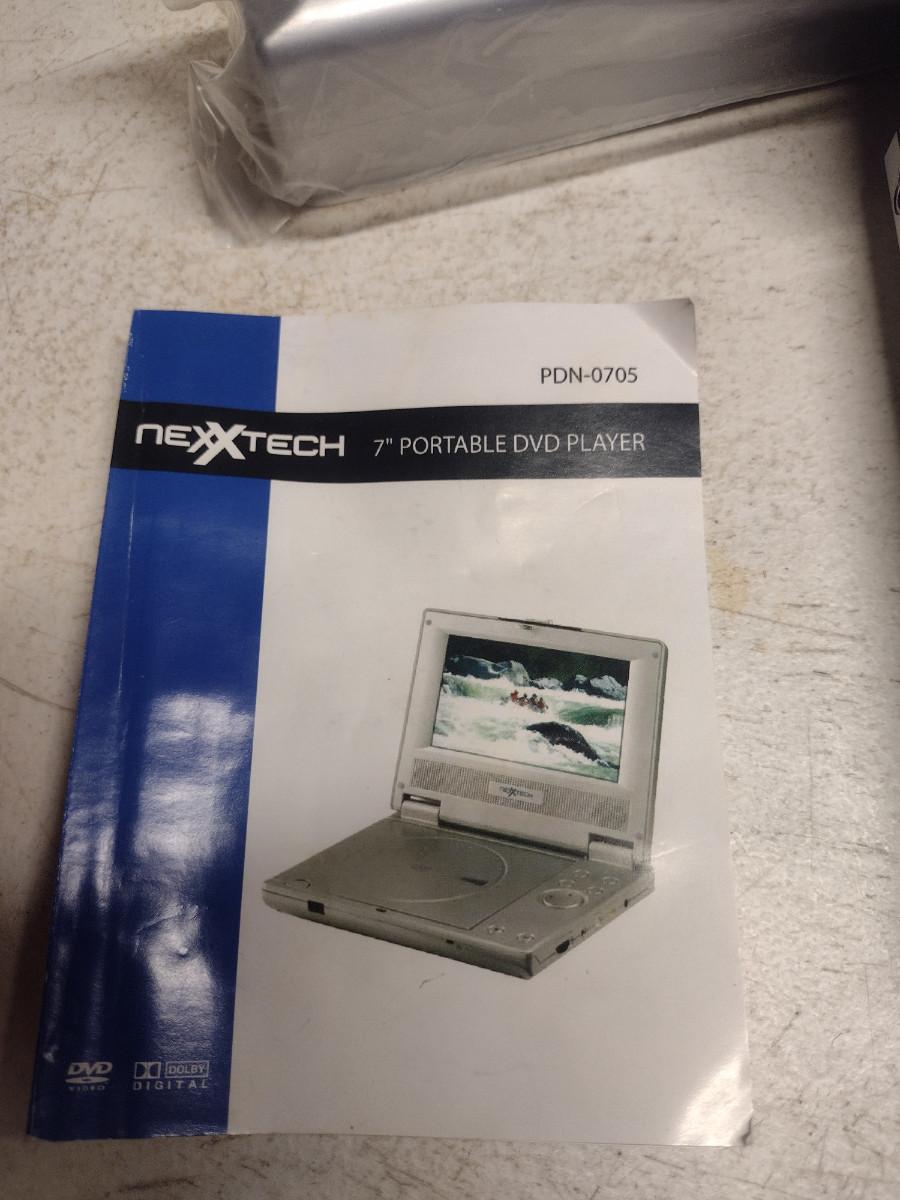 PDN-0705
NEXXTECH 7" PORTABLE DVD PLAYER
NEXXTECH
DVD
VIDEO
DOLBY
DIGITAL